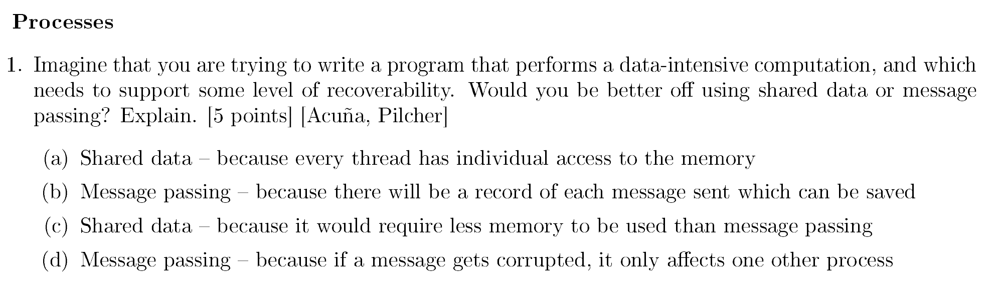 Processes
1. Imagine that you are trying to write a program that performs a data-intensive computation, and which
needs to support some level of recoverability. Would you be better off using shared data or message
passing? Explain. [5 points] [Acuña, Pilcher]
(a) Shared data – because every thread has individual access to the memory
(b) Message passing – because there will be a record of each message sent which can be saved
(c) Shared data – because it would require less memory to be used than message passing
(d) Message passing – because if a message gets corrupted, it only affects one other process